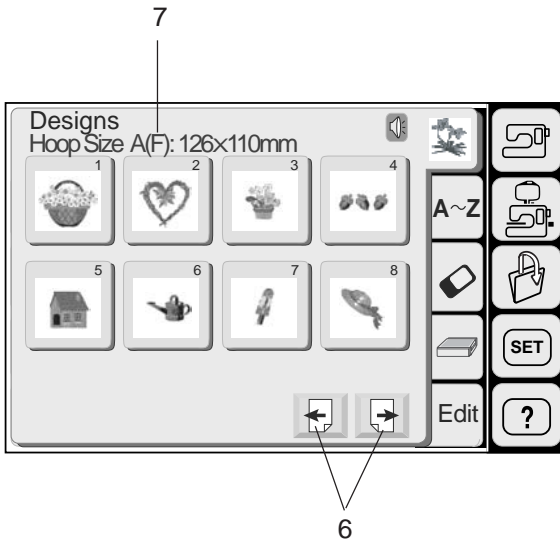 7
Designs
Hoop Size A(F): 126×110mm
1 2 3 4
A~Z
5 6 7 8
SET
Edit
?
6